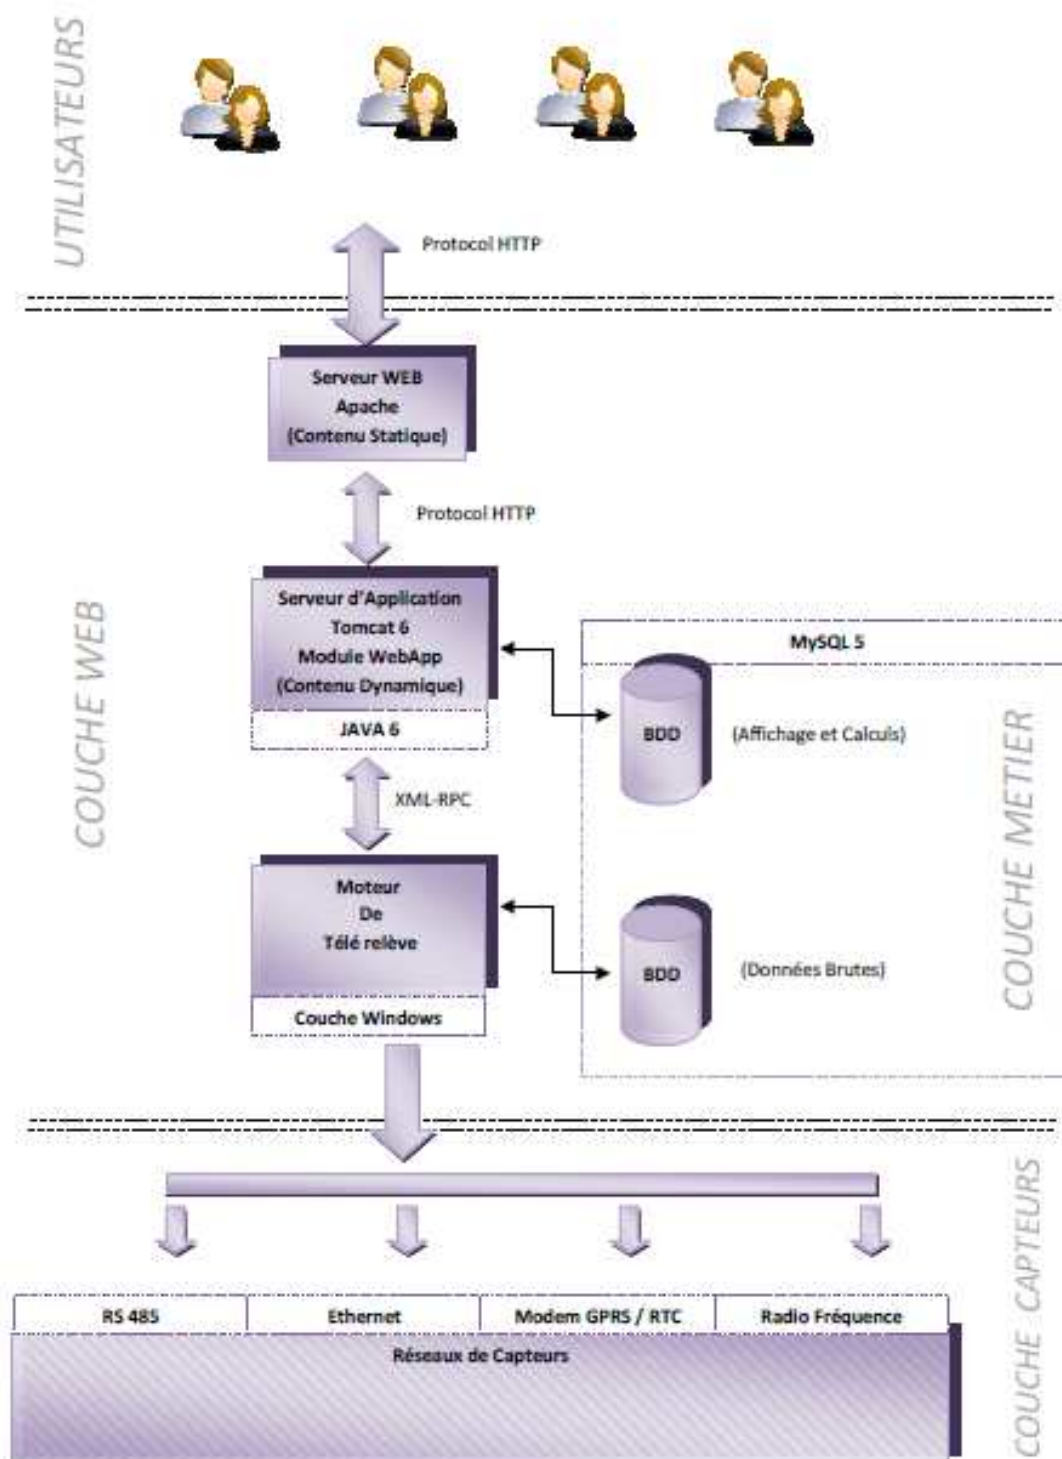 UTILISATEURS
Protocol HTTP
Serveur WEB
Apache
(Contenu Statique)
Protocol HTTP
COUCHE WEB
Serveur d'Application
Tomcat 6
Module WebApp
(Contenu Dynamique)
JAVA 6
MySQL 5
BDD
(Affichage et Calculs)
COUCHE METIER
XML-RPC
Moteur
De
Télé relève
Couche Windows
BDD
(Données Brutes)
COUCHE CAPTEURS
RS 485
Ethernet
Modem GPRS / RTC
Radio Fréquence
Réseaux de Capteurs